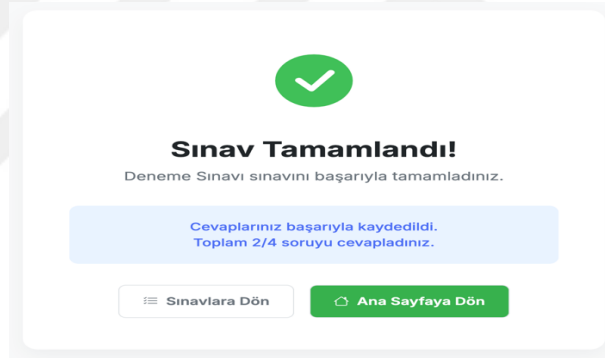 Sınav Tamamlandı!
Deneme Sınavı sınavını başarıyla tamamladınız.
Cevaplarınız başarıyla kaydedildi.
Toplam 2/4 soruyu cevapladınız.
Sınavlara Dön
Ana Sayfaya Dön